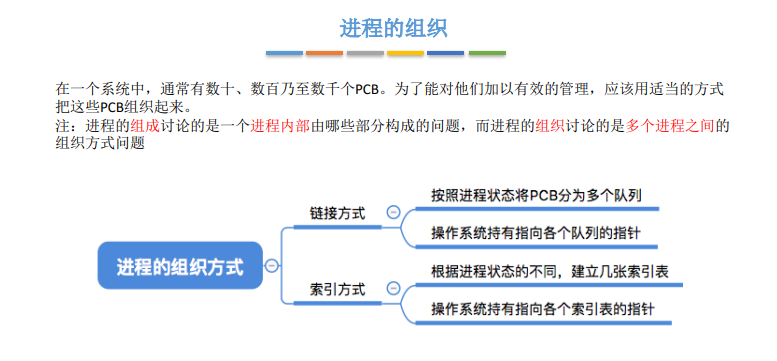 进程的组织
在一个系统中，通常有数十、数百乃至数千个PCB。为了能对他们加以有效的管理，应该用适当的方式
把这些PCB组织起来。
注：进程的组成讨论的是一个进程内部由哪些部分构成的问题，而进程的组织讨论的是多个进程之间的
组织方式问题
进程的组织方式
链接方式
按照进程状态将PCB分为多个队列
操作系统持有指向各个队列的指针
索引方式
根据进程状态的不同，建立几张索引表
操作系统持有指向各个索引表的指针